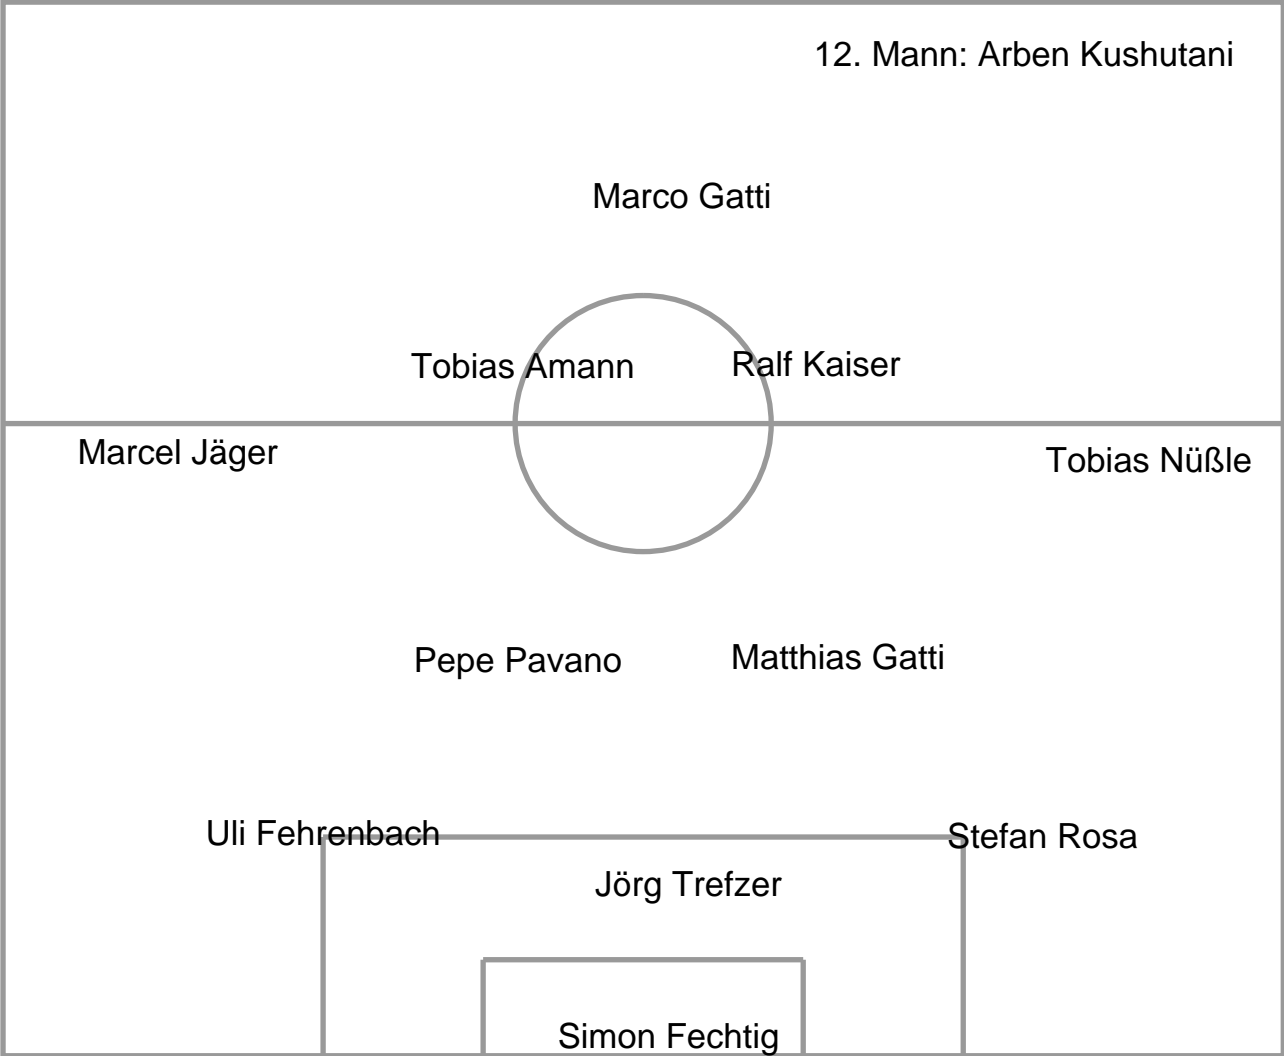 12. Mann: Arben Kushutani
Marco Gatti
Tobias Amann
Ralf Kaiser
Marcel Jäger
Tobias Nüßle
Pepe Pavano
Matthias Gatti
Uli Fehrenbach
Stefan Rosa
Jörg Trefzer
Simon Fechtig